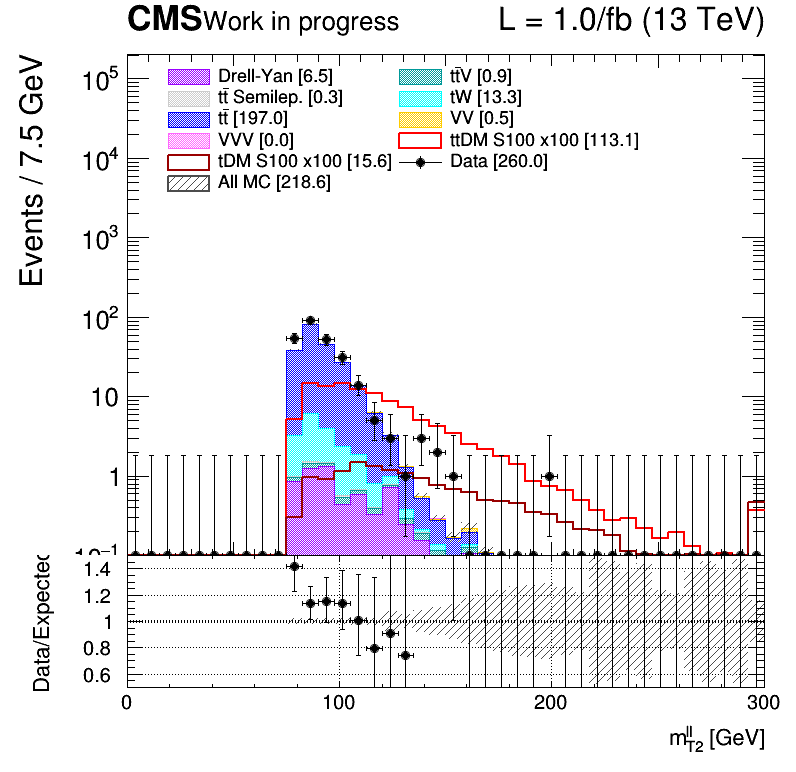 CMS Work in progress L = 1.0/fb (13 TeV)
Drell-Yan [6.5] tt̄V [0.9]
tt̄ Semilep. [0.3] tW [13.3]
tt̄ [197.0] VV [0.5]
VVV [0.0] ttDM S100 x100 [113.1]
tDM S100 x100 [15.6] Data [260.0]
All MC [218.6]
Events / 7.5 GeV
10⁵
10⁴
10³
10²
10
1
10⁻¹
Data/Expected
1.4
1.2
1
0.8
0.6
0 100 200 300
m^ll_T2 [GeV]